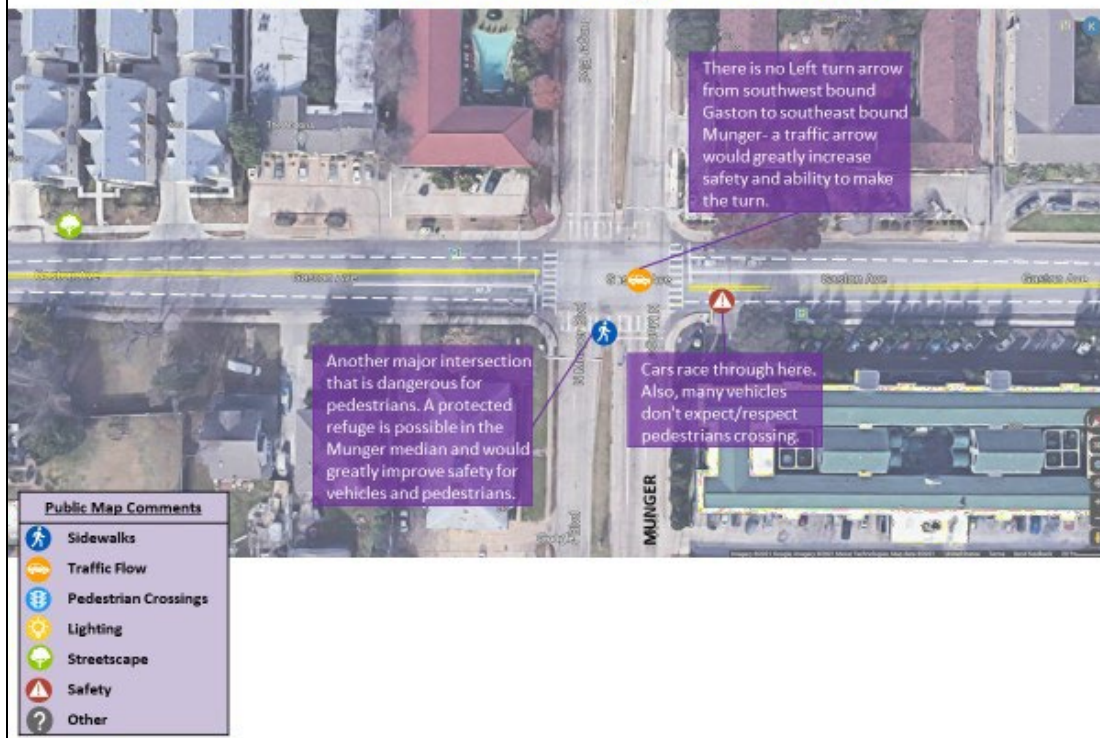 There is no Left turn arrow
from southwest bound
Gaston to southeast bound
Munger- a traffic arrow
would greatly increase
safety and ability to make
the turn.
Gaston Ave
Gaston Ave
Gaston Ave
N Munger Blvd
Another major intersection
that is dangerous for
pedestrians. A protected
refuge is possible in the
Munger median and would
greatly improve safety for
vehicles and pedestrians.
Cars race through here.
Also, many vehicles
don't expect/respect
pedestrians crossing.
MUNGER
Public Map Comments
Sidewalks
Traffic Flow
Pedestrian Crossings
Lighting
Streetscape
Safety
? Other